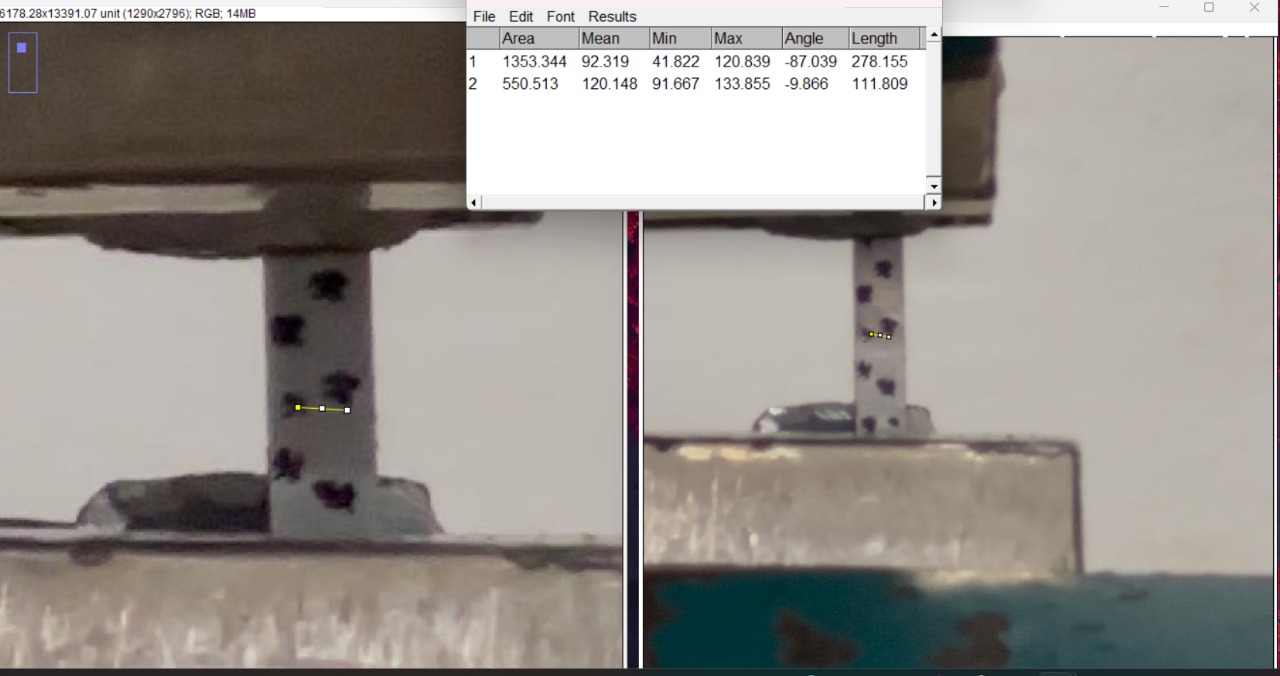 6178.28x13391.07 unit (1290x2796); RGB; 14MB
File Edit Font Results
Area Mean Min Max Angle Length
1 1353.344 92.319 41.822 120.839 -87.039 278.155
2 550.513 120.148 91.667 133.855 -9.866 111.809